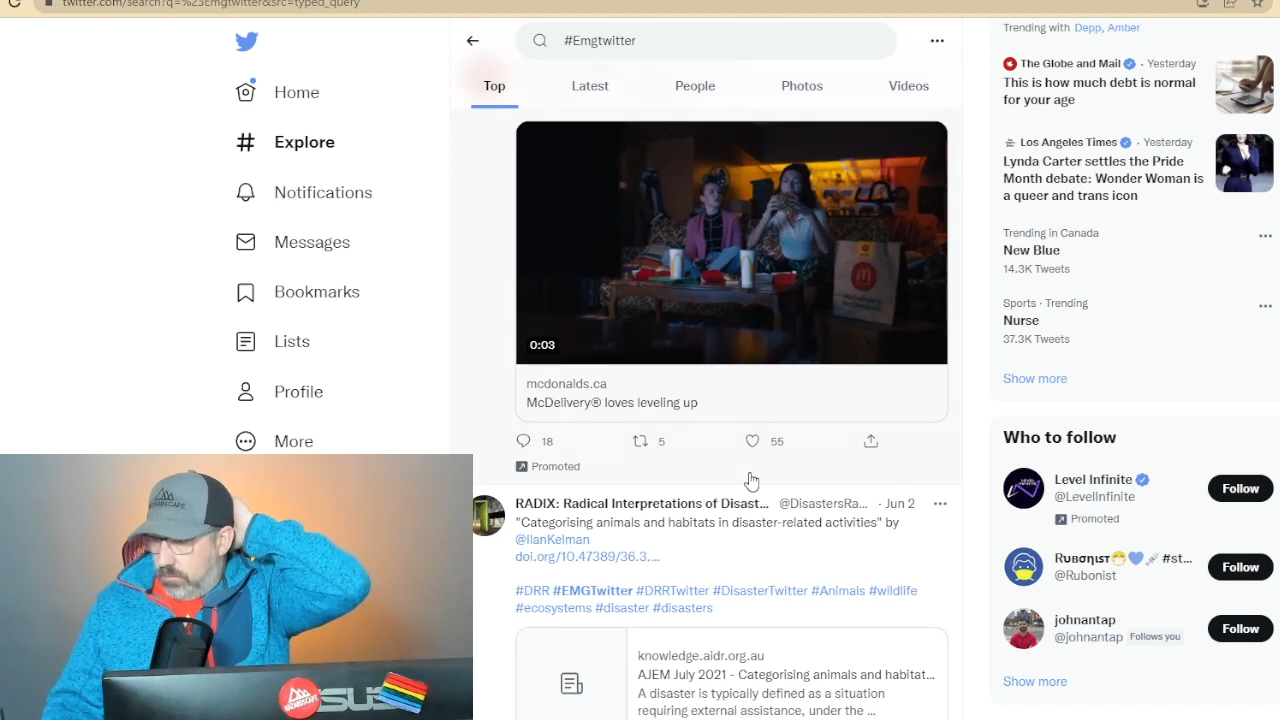 twitter.com/search?q=%23Emgtwitter&src=typed_query
#Emgtwitter
Top
Latest
People
Photos
Videos
Home
Explore
Notifications
Messages
Bookmarks
Lists
Profile
More
0:03
mcdonalds.ca
McDelivery® loves leveling up
18
5
55
Promoted
RADIX: Radical Interpretations of Disast... @DisastersRa... · Jun 2
"Categorising animals and habitats in disaster-related activities" by
@IlanKelman
doi.org/10.47389/36.3....
#DRR #EMGTwitter #DRRTwitter #DisasterTwitter #Animals #wildlife
#ecosystems #disaster #disasters
knowledge.aidr.org.au
AJEM July 2021 - Categorising animals and habitat...
A disaster is typically defined as a situation
requiring external assistance, under the ...
Trending with Depp, Amber
The Globe and Mail · Yesterday
This is how much debt is normal
for your age
Los Angeles Times · Yesterday
Lynda Carter settles the Pride
Month debate: Wonder Woman is
a queer and trans icon
Trending in Canada
New Blue
14.3K Tweets
Sports · Trending
Nurse
37.3K Tweets
Show more
Who to follow
Level Infinite
@LevelInfinite
Follow
Promoted
Rυвσηιѕт😷💙💉 #st...
@Rubonist
Follow
johnantap
@johnantap Follows you
Follow
Show more